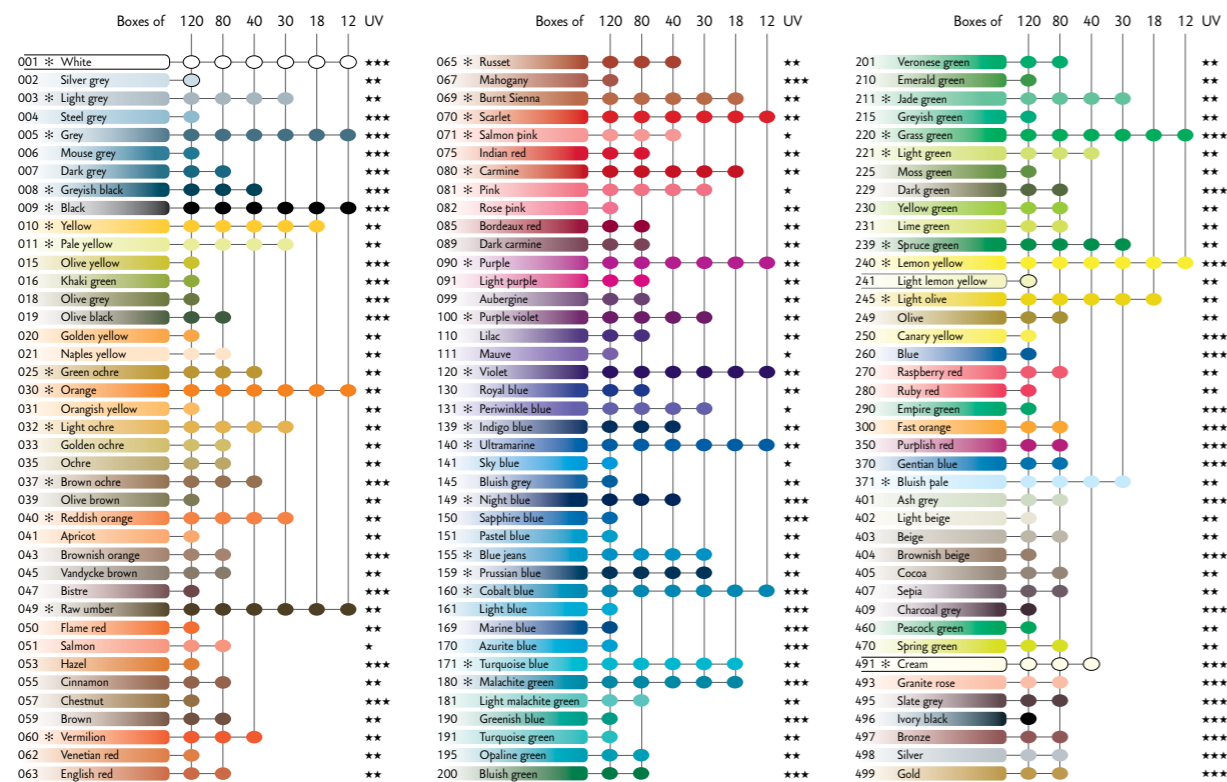 Boxes of 120 80 40 30 18 12 UV
001 * White ★★★
002 Silver grey ★★
003 * Light grey ★★
004 Steel grey ★★★
005 * Grey ★★★
006 Mouse grey ★★★
007 Dark grey ★★★
008 * Greyish black ★★★
009 * Black ★★★
010 * Yellow ★★
011 * Pale yellow ★★
015 Olive yellow ★★★
016 Khaki green ★★★
018 Olive grey ★★★
019 Olive black ★★★
020 Golden yellow ★★
021 Naples yellow ★★
025 * Green ochre ★★
030 * Orange ★★
031 Orangish yellow ★★
032 * Light ochre ★★
033 Golden ochre ★★
035 Ochre ★★
037 * Brown ochre ★★★
039 Olive brown ★★
040 * Reddish orange ★★
041 Apricot ★★
043 Brownish orange ★★★
045 Vandycke brown ★★
047 Bistre ★★★
049 * Raw umber ★★★
050 Flame red ★★
051 Salmon ★
053 Hazel ★★★
055 Cinnamon ★★
057 Chestnut ★★★
059 Brown ★★
060 * Vermilion ★★
062 Venetian red ★★
063 English red ★★
Boxes of 120 80 40 30 18 12 UV
065 * Russet ★★
067 Mahogany ★★★
069 * Burnt Sienna ★★
070 * Scarlet ★★
071 * Salmon pink ★
075 Indian red ★★
080 * Carmine ★★
081 * Pink ★
082 Rose pink ★★
085 Bordeaux red ★★
089 Dark carmine ★★
090 * Purple ★★
091 Light purple ★★
099 Aubergine ★★
100 * Purple violet ★★
110 Lilac ★★
111 Mauve ★
120 * Violet ★★
130 Royal blue ★★
131 * Periwinkle blue ★
139 * Indigo blue ★★
140 * Ultramarine ★★
141 Sky blue ★
145 Bluish grey ★★
149 * Night blue ★★★
150 Sapphire blue ★★★
151 Pastel blue ★★
155 * Blue jeans ★★
159 * Prussian blue ★★
160 * Cobalt blue ★★★
161 Light blue ★★★
169 Marine blue ★★★
170 Azurite blue ★★★
171 * Turquoise blue ★★
180 * Malachite green ★★★
181 Light malachite green ★★
190 Greenish blue ★★★
191 Turquoise green ★★
195 Opaline green ★★
200 Bluish green ★★★
Boxes of 120 80 40 30 18 12 UV
201 Veronese green ★★
210 Emerald green ★★
211 * Jade green ★★
215 Greyish green ★★
220 * Grass green ★★★
221 * Light green ★★
225 Moss green ★★
229 Dark green ★★★
230 Yellow green ★★
231 Lime green ★★
239 * Spruce green ★★
240 * Lemon yellow ★★★
241 Light lemon yellow ★★
245 * Light olive ★★★
249 Olive ★★
250 Canary yellow ★★★
260 Blue ★★★
270 Raspberry red ★★
280 Ruby red ★★
290 Empire green ★★★
300 Fast orange ★★★
350 Purplish red ★★★
370 Gentian blue ★★★
371 * Bluish pale ★★
401 Ash grey ★★★
402 Light beige ★★
403 Beige ★★
404 Brownish beige ★★★
405 Cocoa ★★
407 Sepia ★★
409 Charcoal grey ★★★
460 Peacock green ★★
470 Spring green ★★
491 * Cream ★★★
493 Granite rose ★★★
495 Slate grey ★★★
496 Ivory black ★★★
497 Bronze ★★★
498 Silver ★★★
499 Gold ★★★